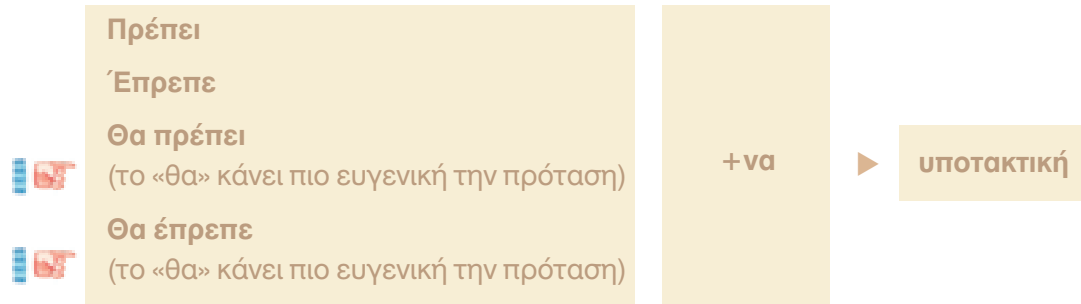 Πρέπει
Έπρεπε
Θα πρέπει
(το «θα» κάνει πιο ευγενική την πρόταση)
Θα έπρεπε
(το «θα» κάνει πιο ευγενική την πρόταση)
+να
▶
υποτακτική